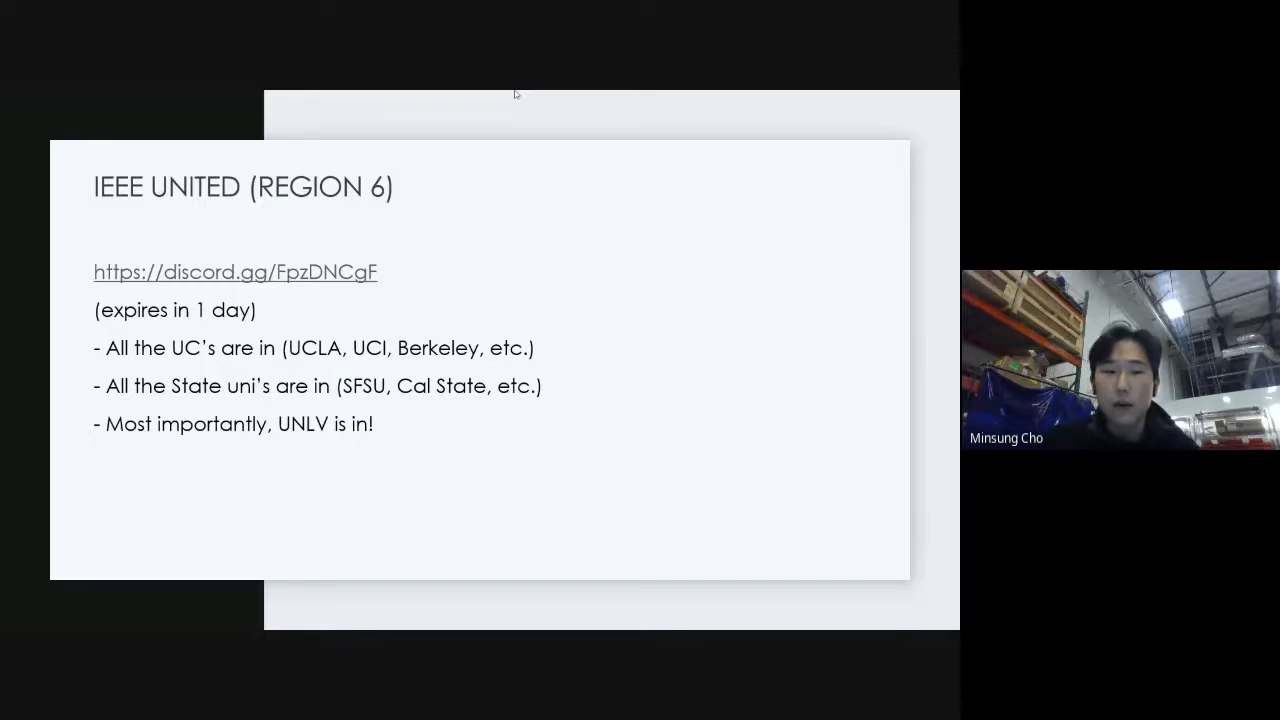 IEEE UNITED (REGION 6)
https://discord.gg/FpzDNCgF
(expires in 1 day)
- All the UC’s are in (UCLA, UCI, Berkeley, etc.)
- All the State uni’s are in (SFSU, Cal State, etc.)
- Most importantly, UNLV is in!
Minsung Cho